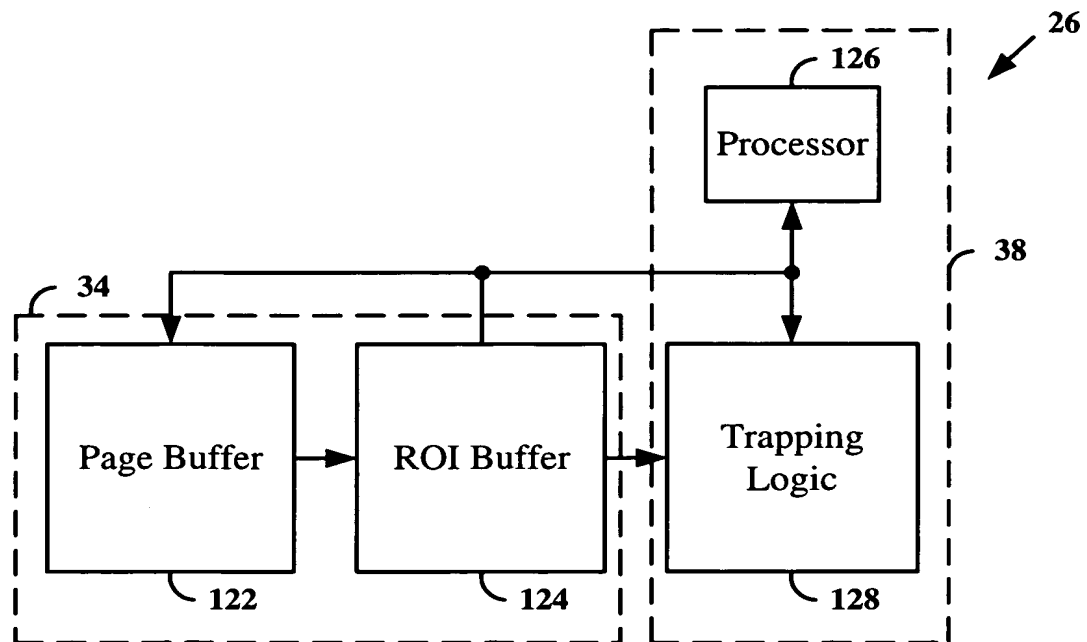 26
126
Processor
38
34
Page Buffer
ROI Buffer
Trapping
Logic
122
124
128